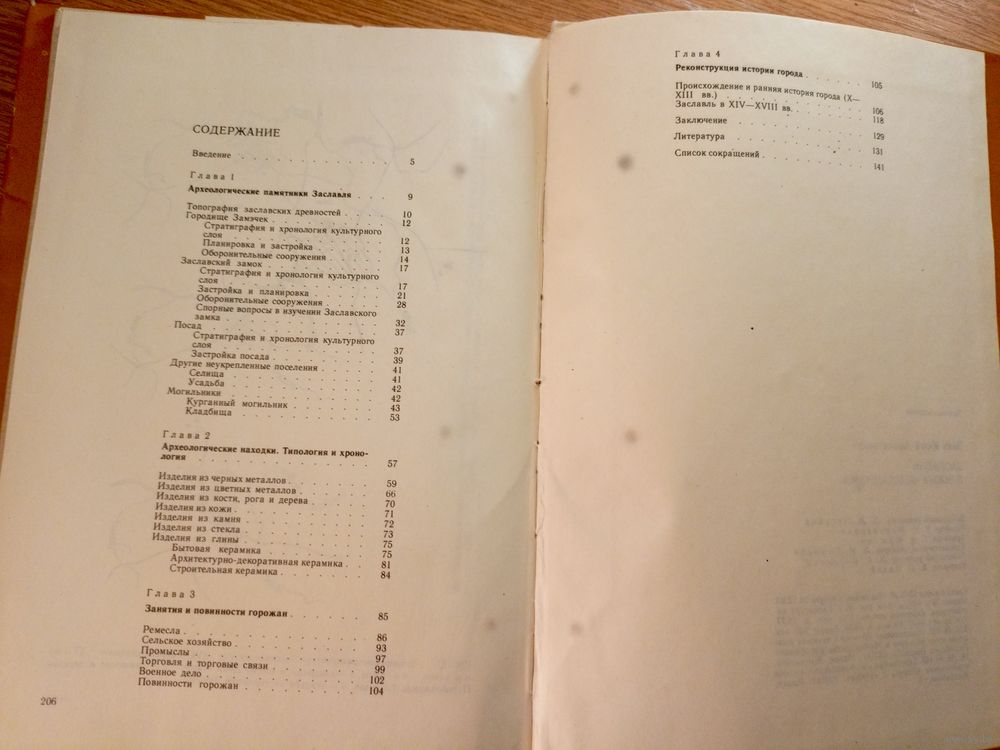 СОДЕРЖАНИЕ
Введение . . . . . . . . 5
Глава 1
Археологические памятники Заславля . . . 9
Топография заславских древностей . . . . 10
Городище Замэчек . . . . . . . . 12
Стратиграфия и хронология культурного
слоя . . . . . . . . 12
Планировка и застройка . . . . . 13
Оборонительные сооружения . . . . 14
Заславский замок . . . . . . . 17
Стратиграфия и хронология культурного
слоя . . . . . . . . 17
Застройка и планировка . . . . . 21
Оборонительные сооружения . . . . 28
Спорные вопросы в изучении Заславского
замка . . . . . . . . 32
Посад . . . . . . . . . 37
Стратиграфия и хронология культурного
слоя . . . . . . . . 37
Застройка посада . . . . . . 39
Другие неукрепленные поселения . . . . 41
Селища . . . . . . . . 41
Усадьба . . . . . . . . 42
Могильники . . . . . . . . 42
Курганный могильник . . . . . 43
Кладбища . . . . . . . 53
Глава 2
Археологические находки. Типология и хроно-
логия . . . . . . . . . 57
Изделия из черных металлов . . . . . 59
Изделия из цветных металлов . . . . . 66
Изделия из кости, рога и дерева . . . . 70
Изделия из кожи . . . . . . . 71
Изделия из камня . . . . . . . 72
Изделия из стекла . . . . . . . 73
Изделия из глины . . . . . . . 75
Бытовая керамика . . . . . . 75
Архитектурно-декоративная керамика . . 81
Строительная керамика . . . . . 84
Глава 3
Занятия и повинности горожан . . . . . 85
Ремесла . . . . . . . . . 86
Сельское хозяйство . . . . . . . 93
Промыслы . . . . . . . . 97
Торговля и торговые связи . . . . . 99
Военное дело . . . . . . . . 102
Повинности горожан . . . . . . 104
206
Глава 4
Реконструкция истории города . . . . . 105
Происхождение и ранняя история города (X—
XIII вв.) . . . . . . . . 106
Заславль в XIV—XVIII вв. . . . . . 118
Заключение . . . . . . . . 129
Литература . . . . . . . . 131
Список сокращений . . . . . . . 141